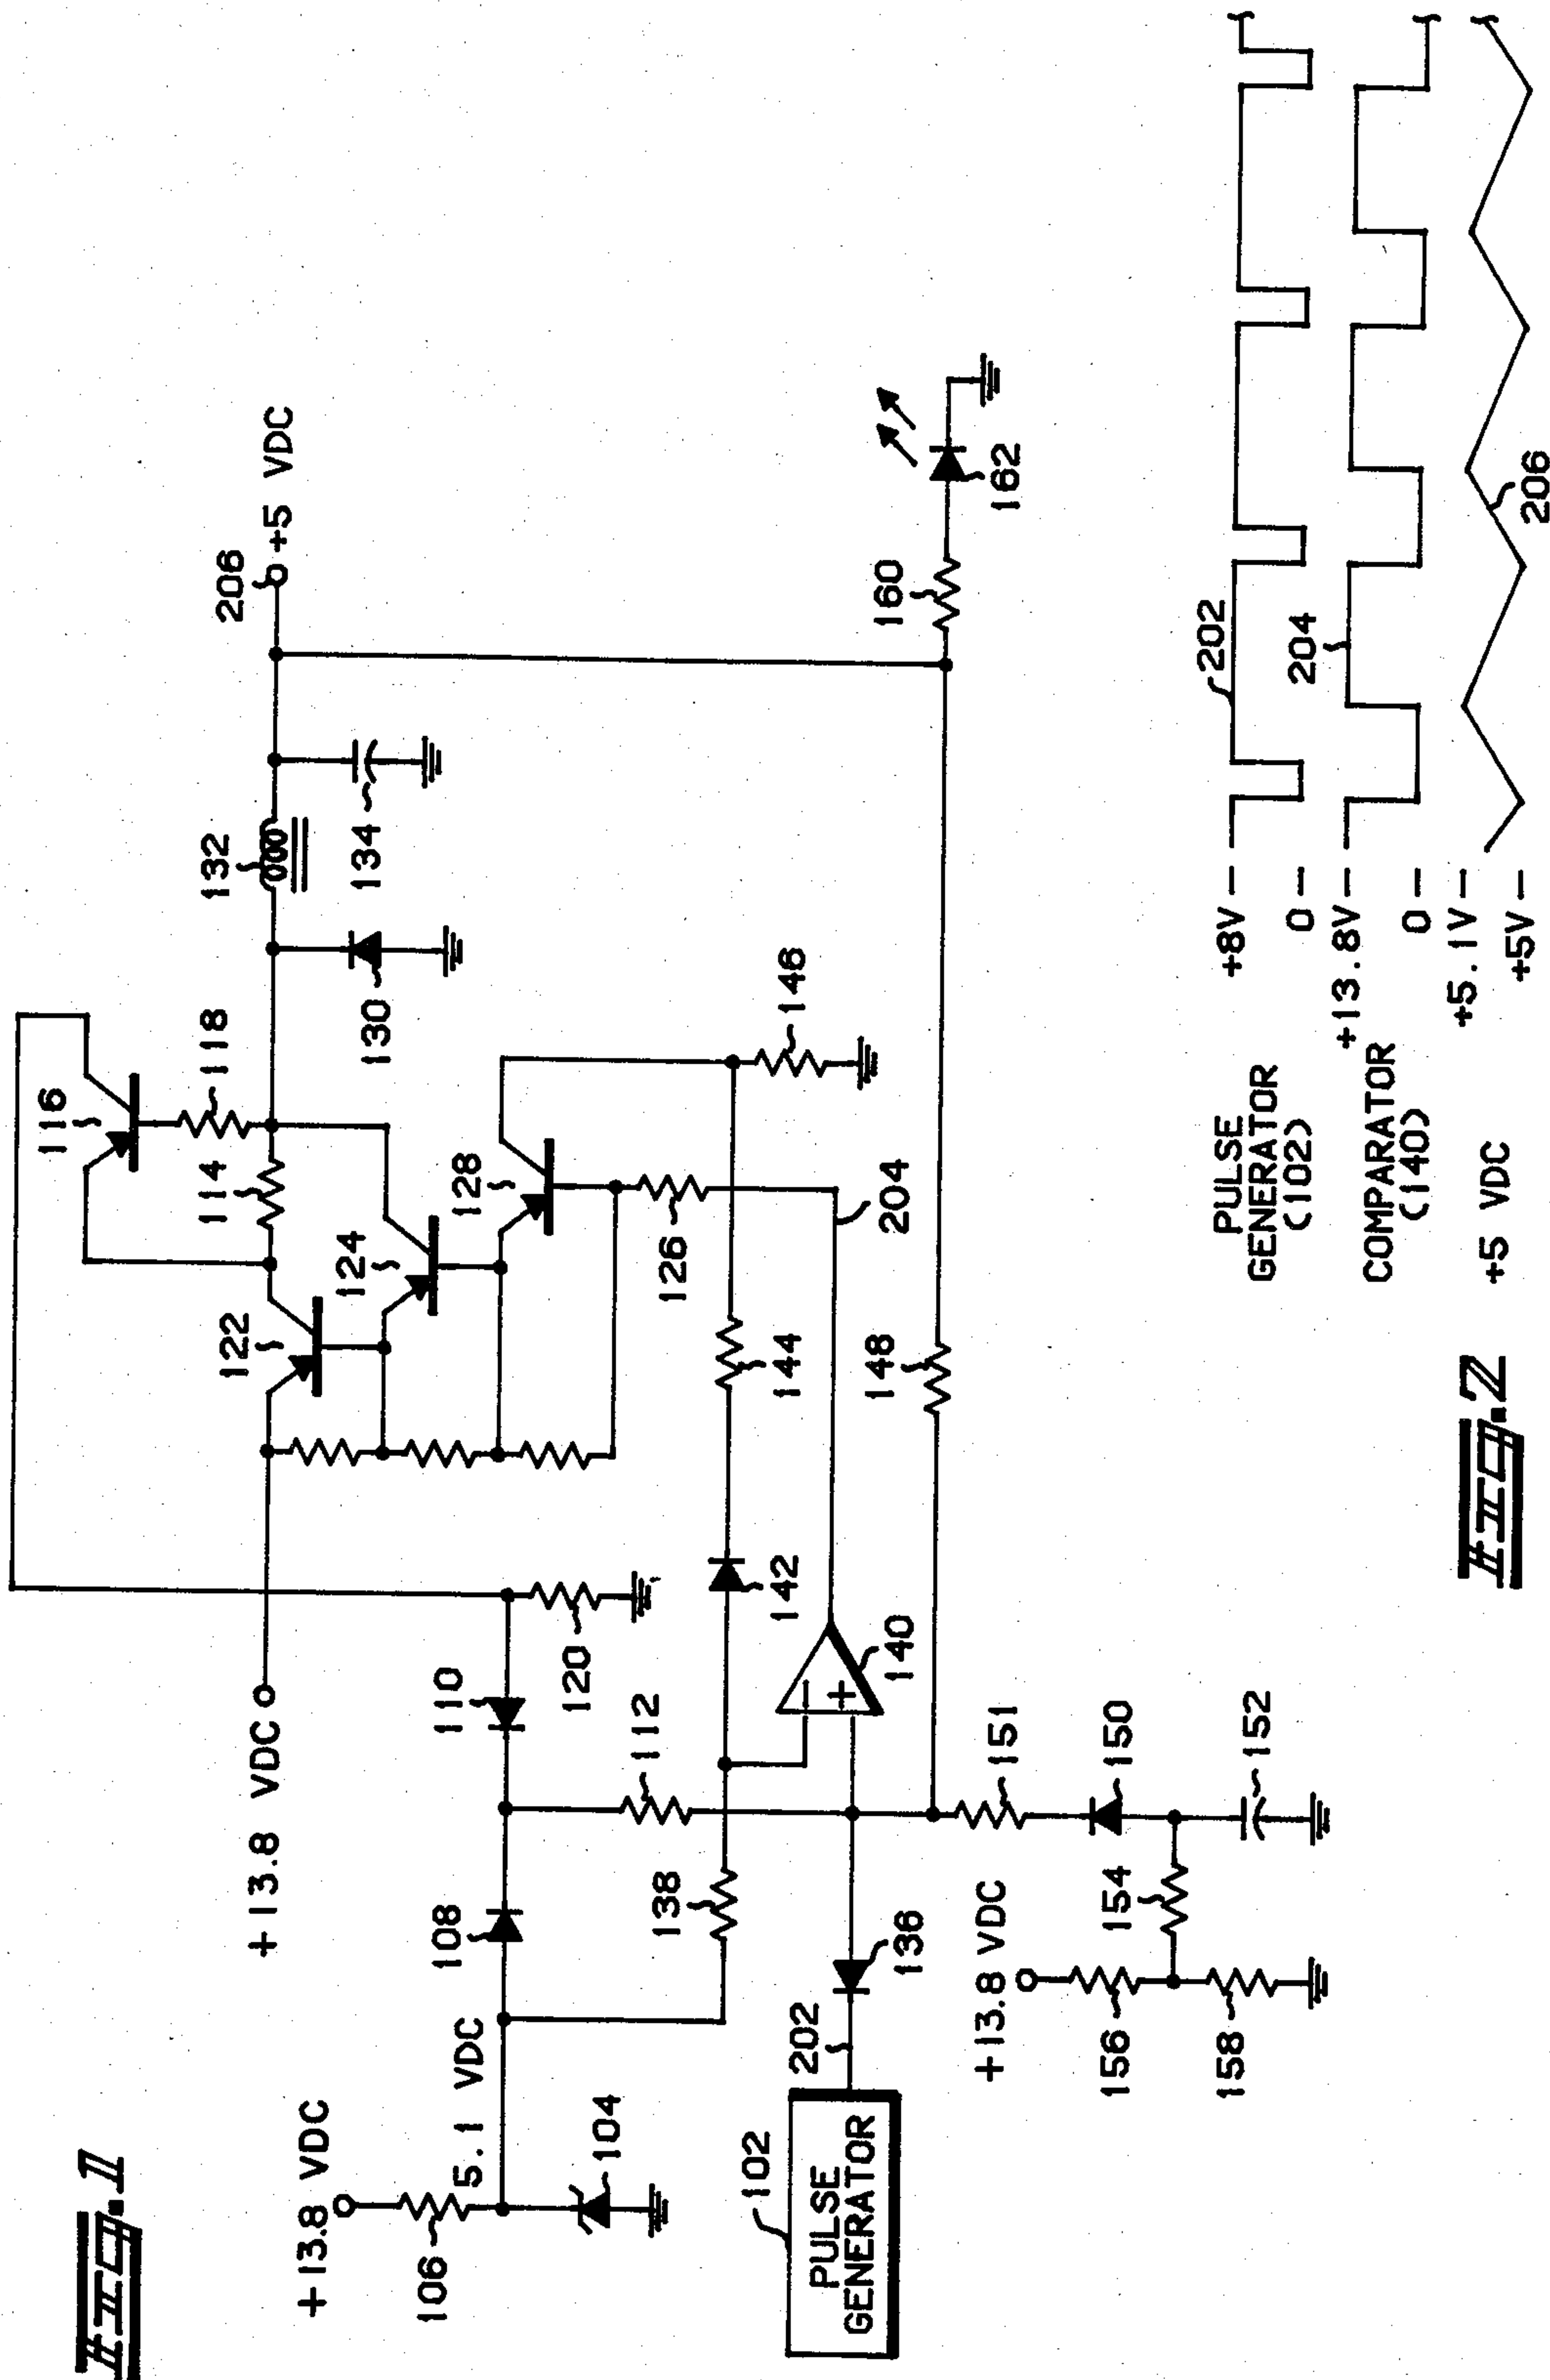 FIG. 1
+13.8 VDC
106
5.1 VDC
104
102
PULSE
GENERATOR
202
136
108
110
+13.8 VDC
112
120
138
142
140
144
148
122
124
128
126
204
114
116
118
130
132
134
146
206
+5 VDC
160
162
151
150
152
154
156
158
+13.8 VDC
PULSE
GENERATOR
(102)
+8V
0
202
COMPARATOR
(140)
+13.8V
0
204
+5 VDC
+5.1V
+5V
206
FIG. 2